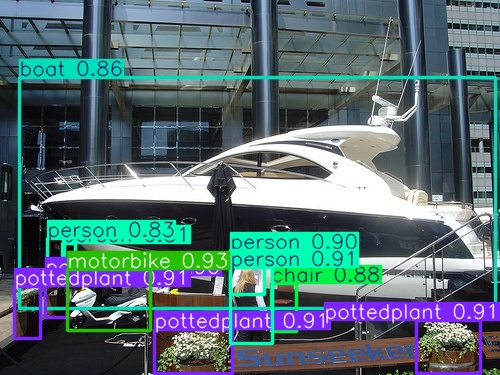 boat 0.86
person 0.83
person 0.90
motorbike 0.93
person 0.91
chair 0.88
pottedplant 0.91
pottedplant 0.91
pottedplant 0.91
Sunseeker